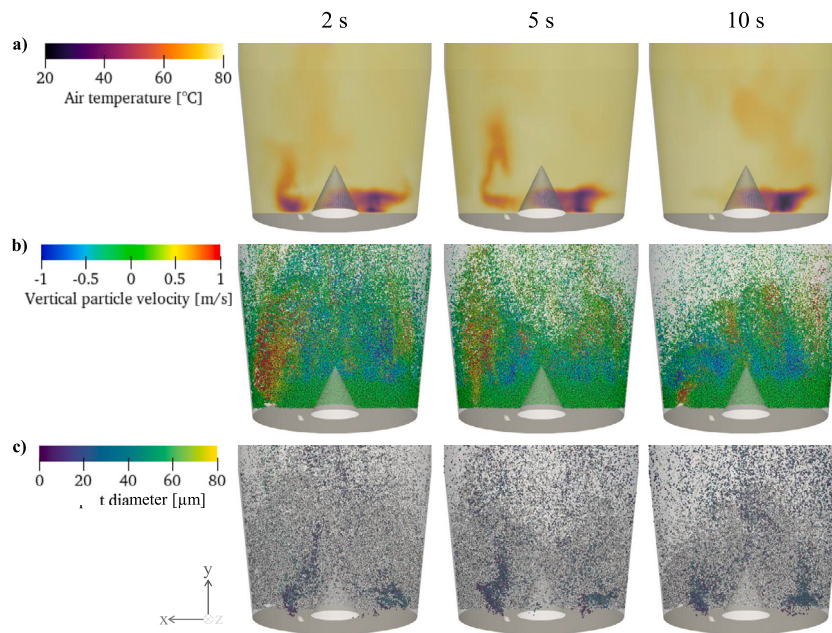 2 s 5 s 10 s
a)
20 40 60 80
Air temperature [°C]
b)
-1 -0.5 0 0.5 1
Vertical particle velocity [m/s]
c)
0 20 40 60 80
t diameter [µm]
y
x z